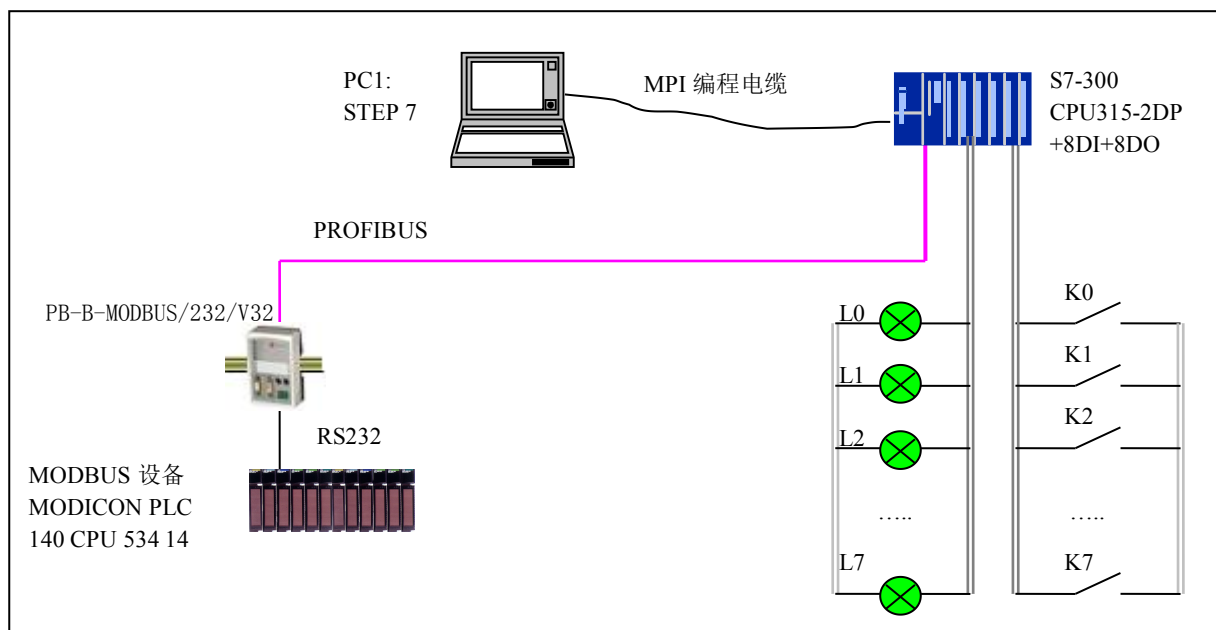 PC1:
STEP 7
MPI 编程电缆
S7-300
CPU315-2DP
+8DI+8DO
PROFIBUS
PB-B-MODBUS/232/V32
RS232
MODBUS 设备
MODICON PLC
140 CPU 534 14
L0
K0
L1
K1
L2
K2
…..
…..
L7
K7